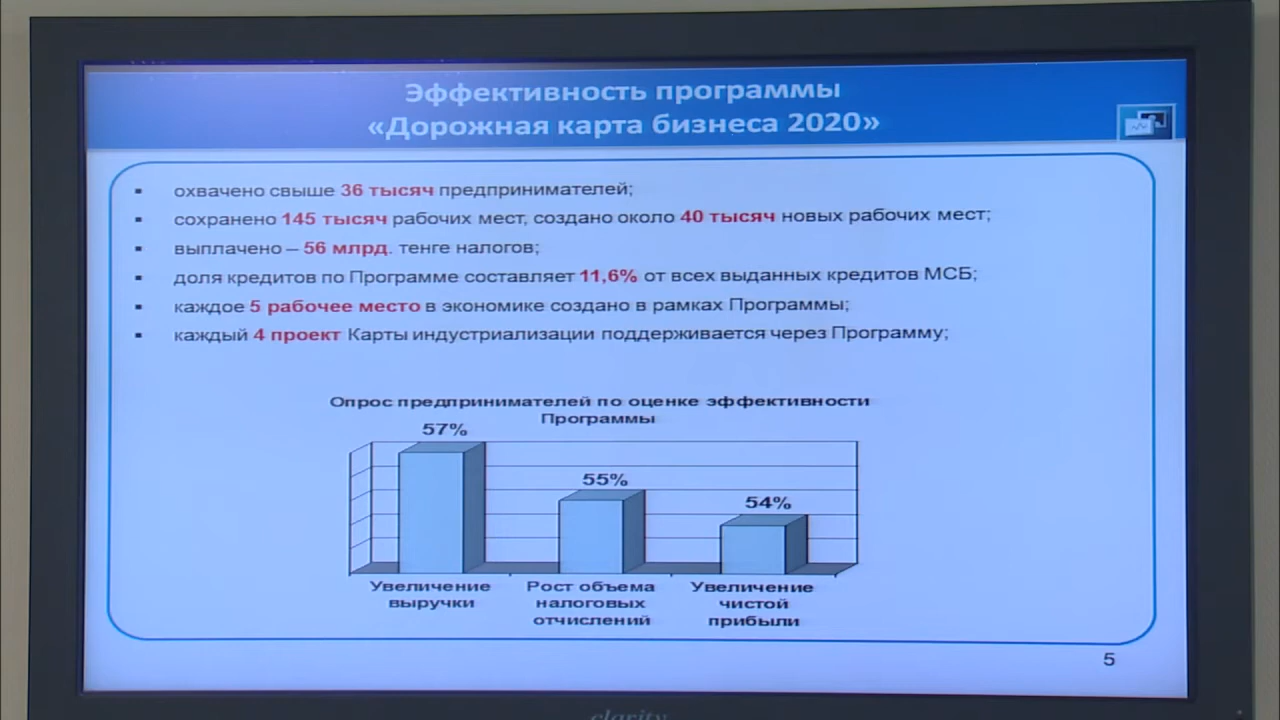 Эффективность программы
«Дорожная карта бизнеса 2020»
▪ охвачено свыше 36 тысяч предпринимателей;
▪ сохранено 145 тысяч рабочих мест, создано около 40 тысяч новых рабочих мест;
▪ выплачено – 56 млрд. тенге налогов;
▪ доля кредитов по Программе составляет 11,6% от всех выданных кредитов МСБ;
▪ каждое 5 рабочее место в экономике создано в рамках Программы;
▪ каждый 4 проект Карты индустриализации поддерживается через Программу;
Опрос предпринимателей по оценке эффективности
Программы
57%
55%
54%
Увеличение
выручки
Рост объема
налоговых
отчислений
Увеличение
чистой
прибыли
5
clarity